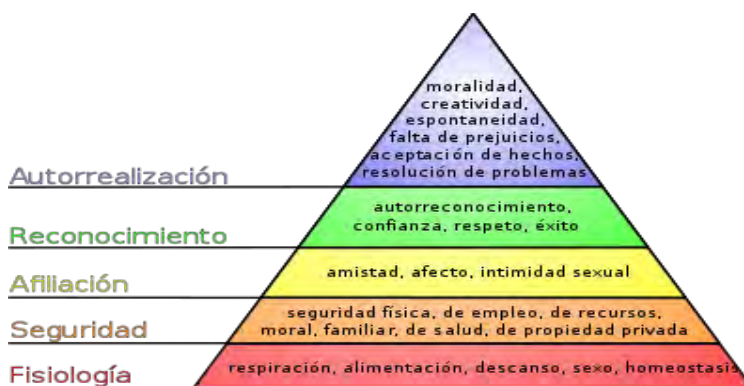 moralidad,
creatividad,
espontaneidad,
falta de prejuicios,
aceptación de hechos,
resolución de problemas
Autorrealización
autorreconocimiento,
confianza, respeto, éxito
Reconocimiento
amistad, afecto, intimidad sexual
Afiliación
seguridad física, de empleo, de recursos,
moral, familiar, de salud, de propiedad privada
Seguridad
respiración, alimentación, descanso, sexo, homeostasis
Fisiología